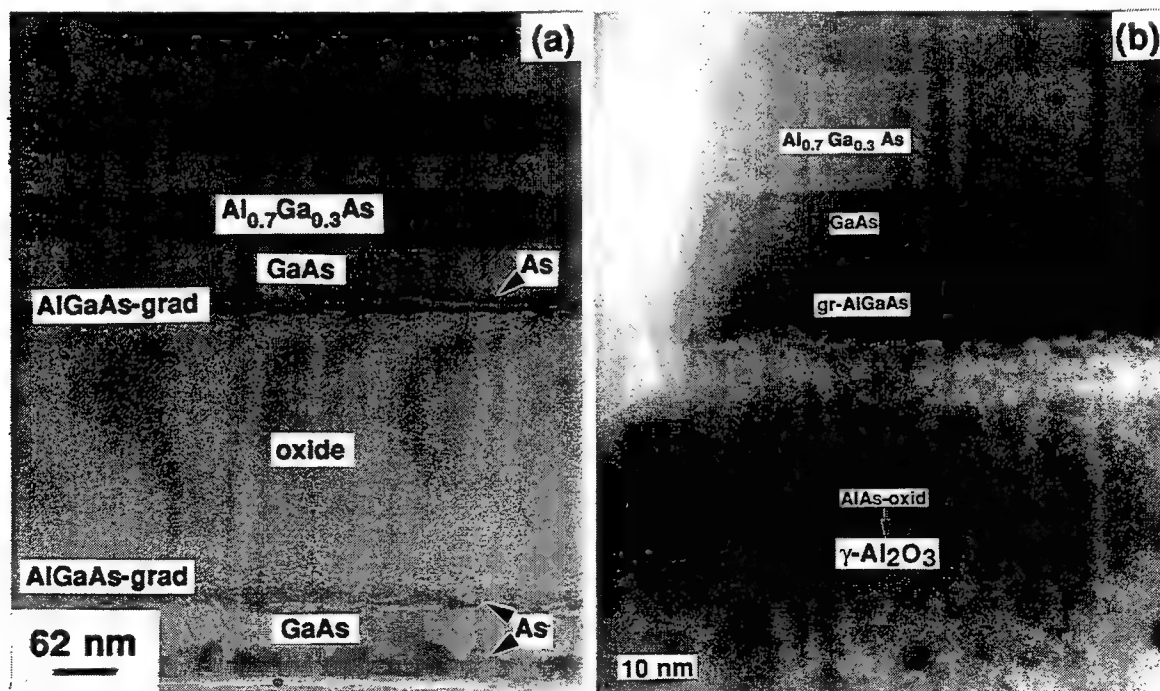 (a)
Al0.7Ga0.3As
GaAs
As
AlGaAs-grad
oxide
AlGaAs-grad
GaAs
As
62 nm
(b)
Al0.7 Ga0.3 As
GaAs
gr-AlGaAs
AlAs-oxid
γ-Al2O3
10 nm